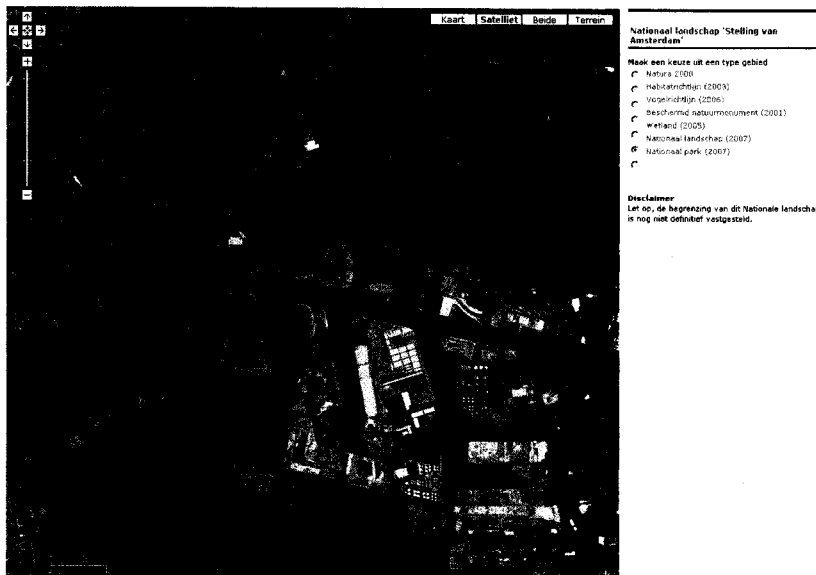 Kaart Satelliet Beide Terrein
Nationaal landschap 'Stelling van
Amsterdam'
Maak een keuze uit een type gebied
Natura 2000
Habitatrichtlijn (2003)
Vogelrichtlijn (2006)
Beschermd natuurmonument (2001)
Wetland (2005)
Nationaal landschap (2007)
Nationaal park (2007)
Disclaimer
Let op, de begrenzing van dit Nationale landscha
is nog niet definitief vastgesteld.